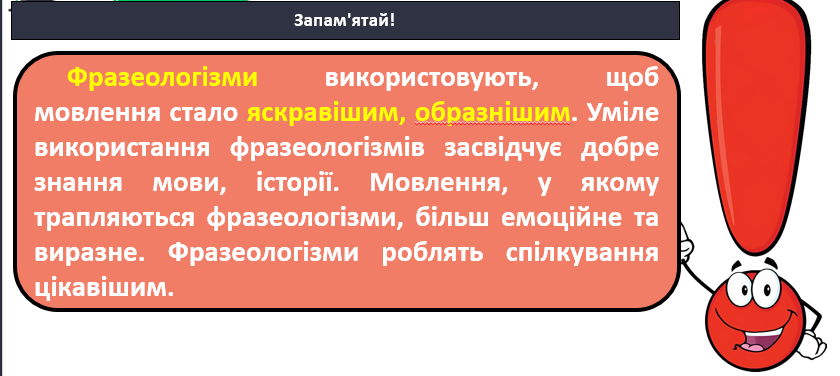 Запам'ятай!
Фразеологізми використовують, щоб
мовлення стало яскравішим, образнішим. Уміле
використання фразеологізмів засвідчує добре
знання мови, історії. Мовлення, у якому
трапляються фразеологізми, більш емоційне та
виразне. Фразеологізми роблять спілкування
цікавішим.